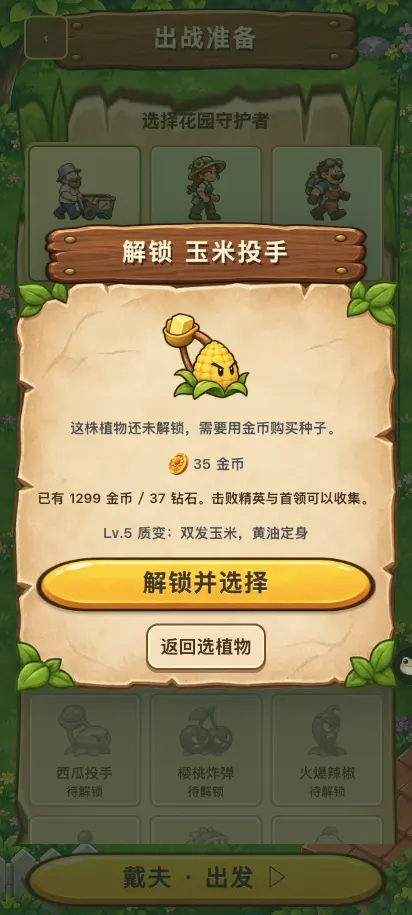 出战准备
选择花园守护者
解锁 玉米投手
这株植物还未解锁，需要用金币购买种子。
35 金币
已有 1299 金币 / 37 钻石。击败精英与首领可以收集。
Lv.5 质变：双发玉米，黄油定身
解锁并选择
返回选植物
西瓜投手 樱桃炸弹 火爆辣椒
待解锁 待解锁 待解锁
戴夫 · 出发 ▷